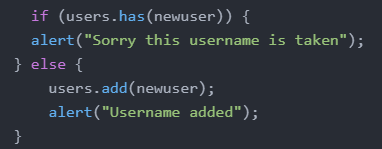 if (users.has(newuser)) {
alert("Sorry this username is taken");
} else {
users.add(newuser);
alert("Username added");
}